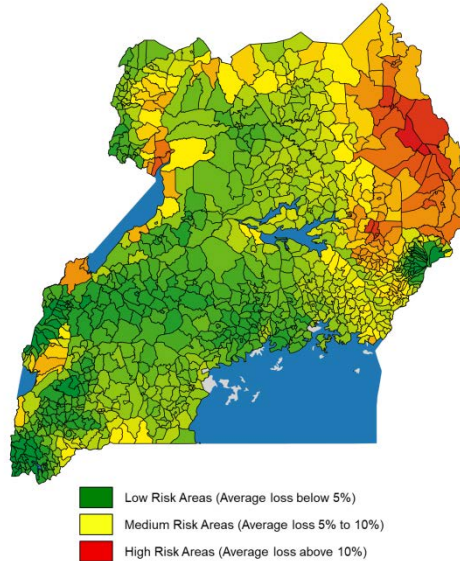 Low Risk Areas (Average loss below 5%)
Medium Risk Areas (Average loss 5% to 10%)
High Risk Areas (Average loss above 10%)